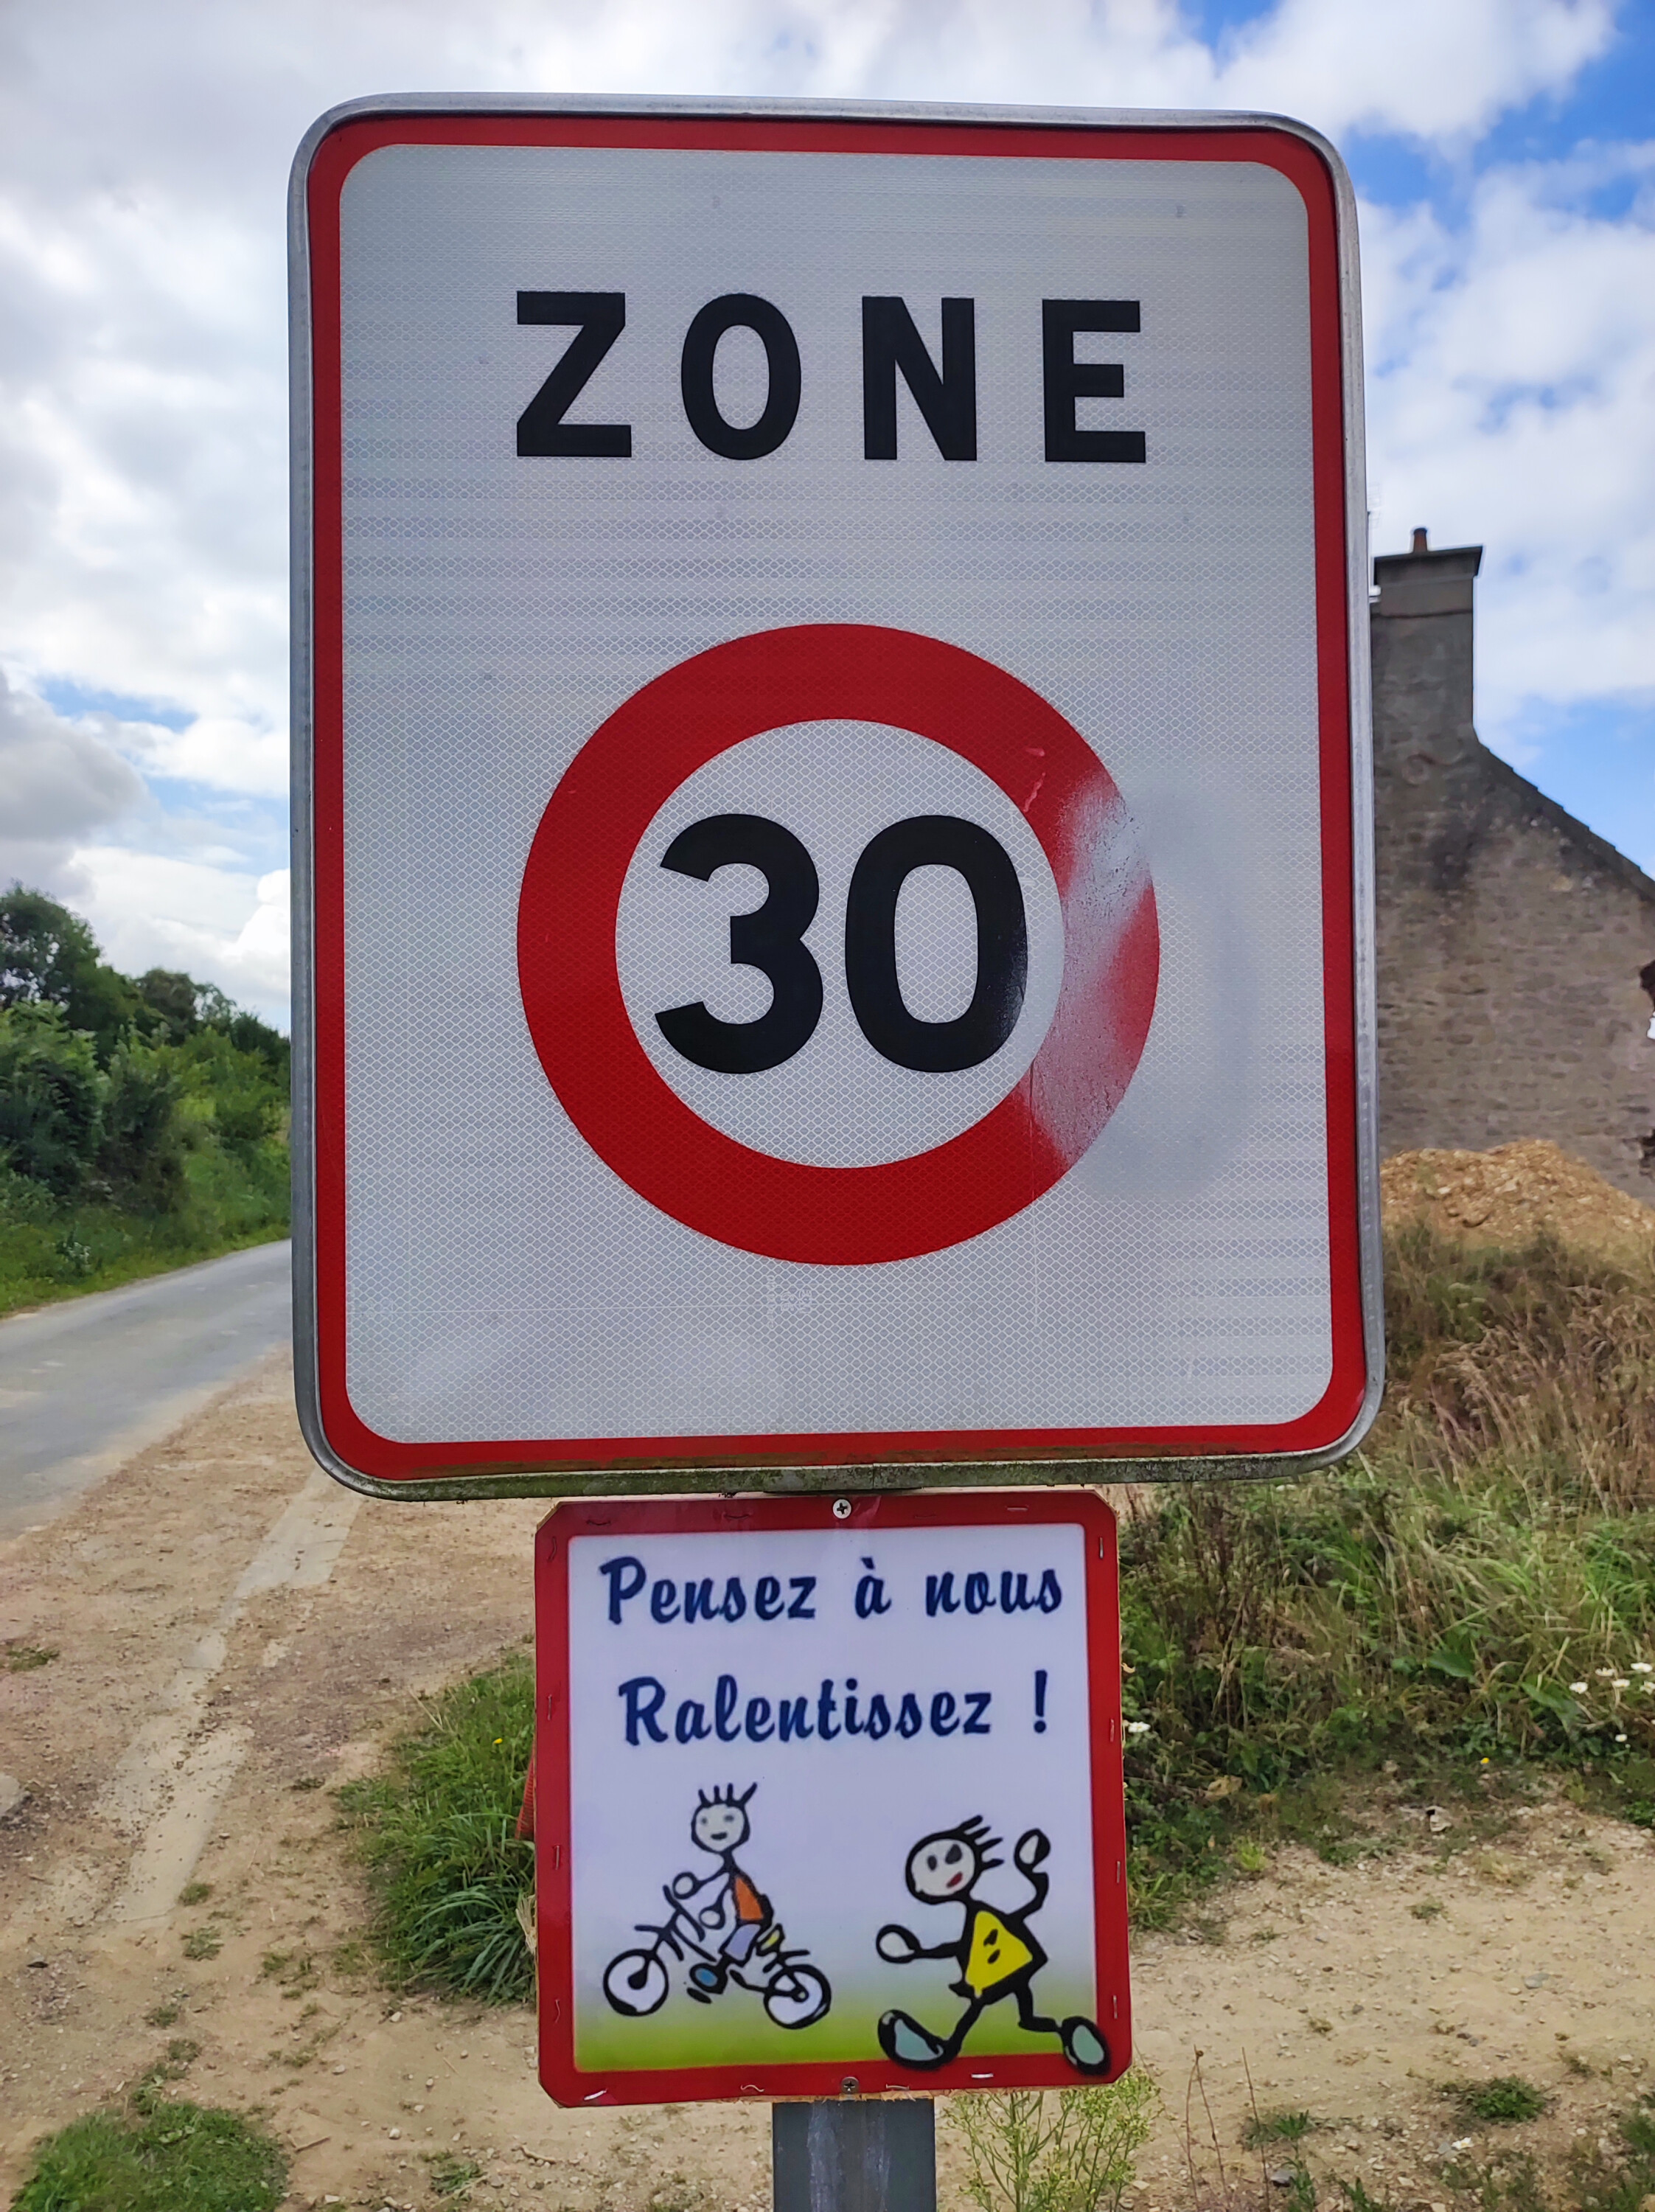 ZONE
30
Pensez à nous
Ralentissez !